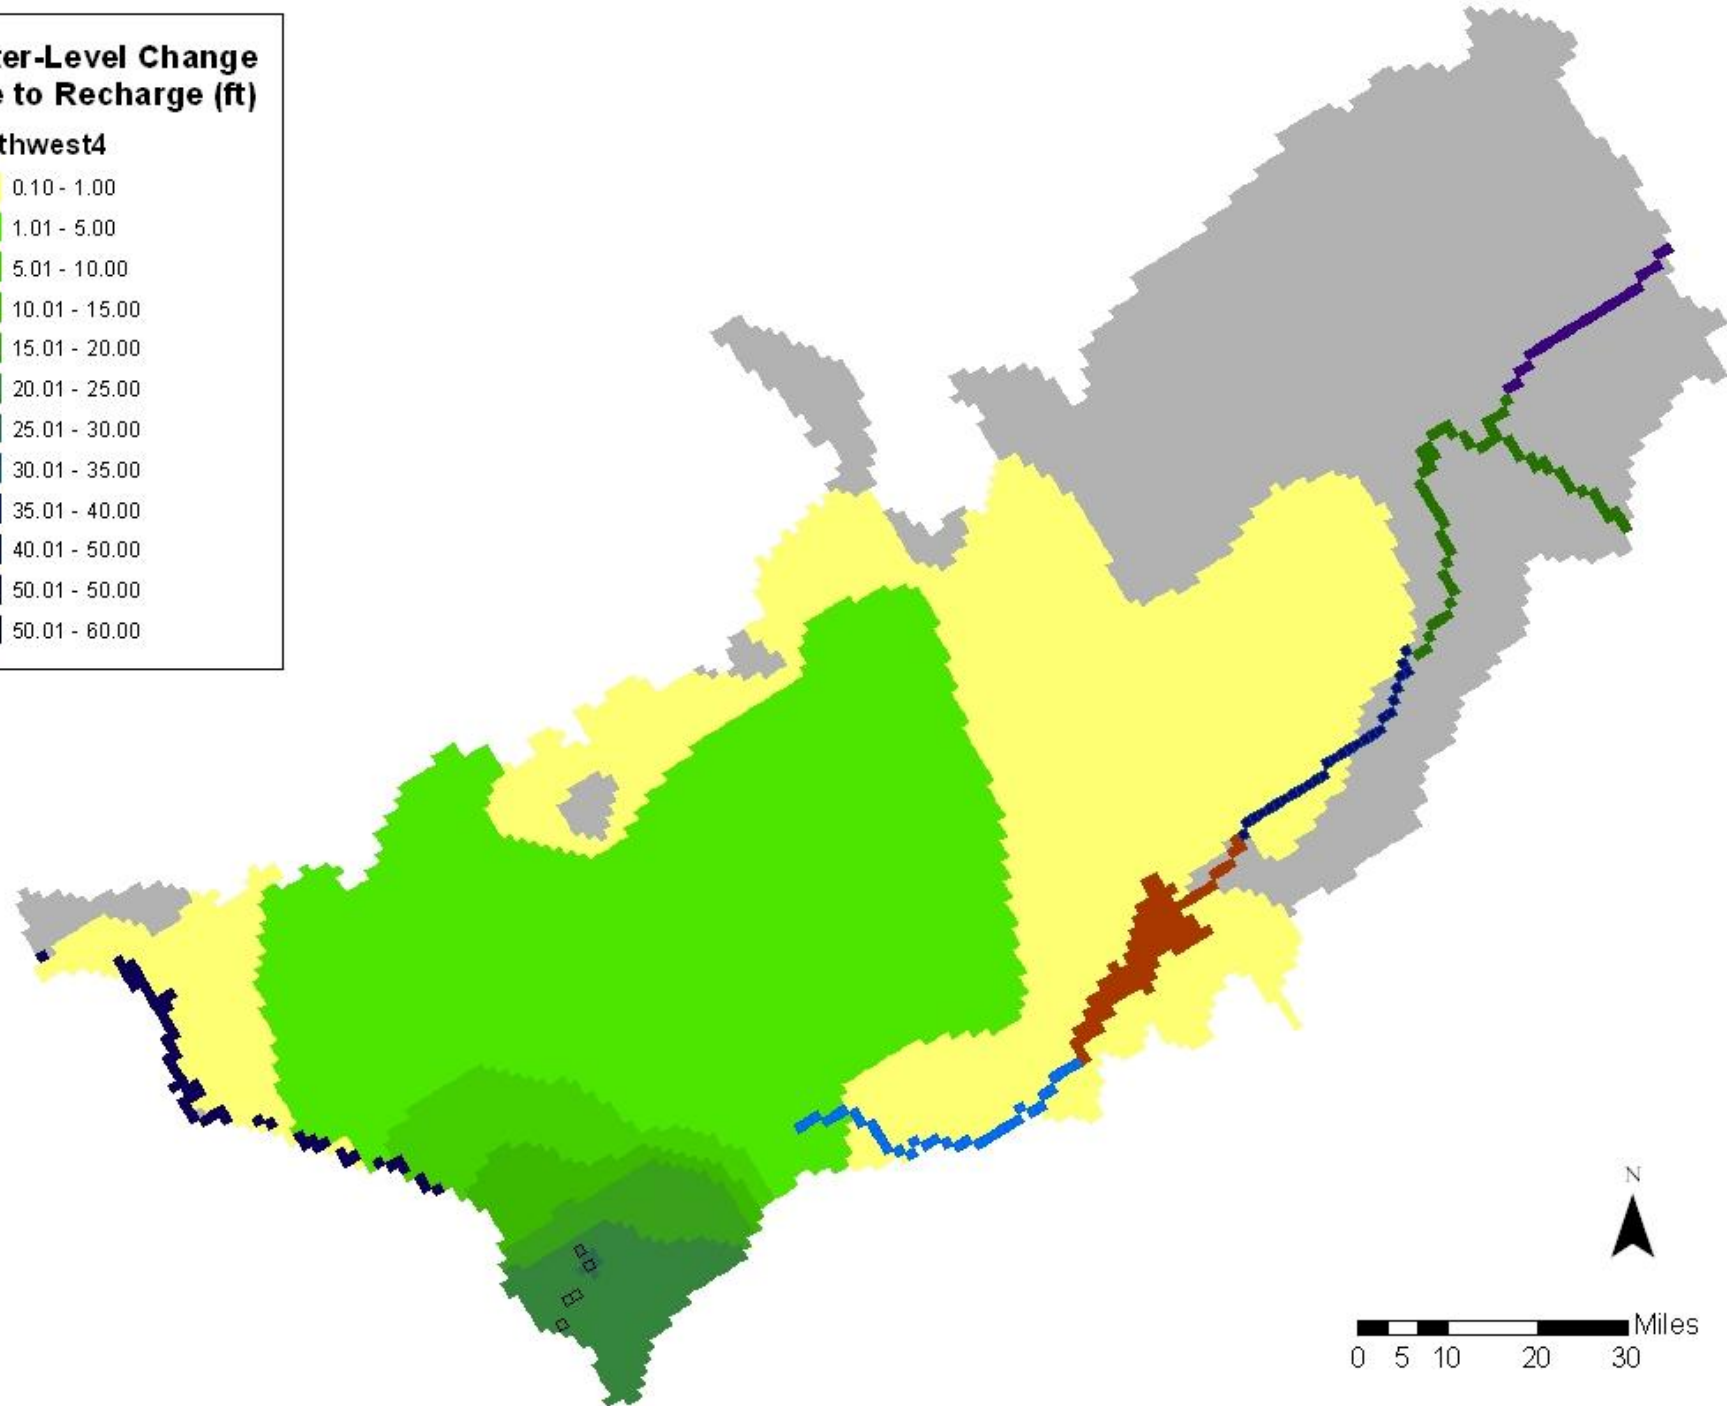 ter-Level Change
e to Recharge (ft)
thwest4
0.10 - 1.00
1.01 - 5.00
5.01 - 10.00
10.01 - 15.00
15.01 - 20.00
20.01 - 25.00
25.01 - 30.00
30.01 - 35.00
35.01 - 40.00
40.01 - 50.00
50.01 - 50.00
50.01 - 60.00
N
Miles
0 5 10 20 30